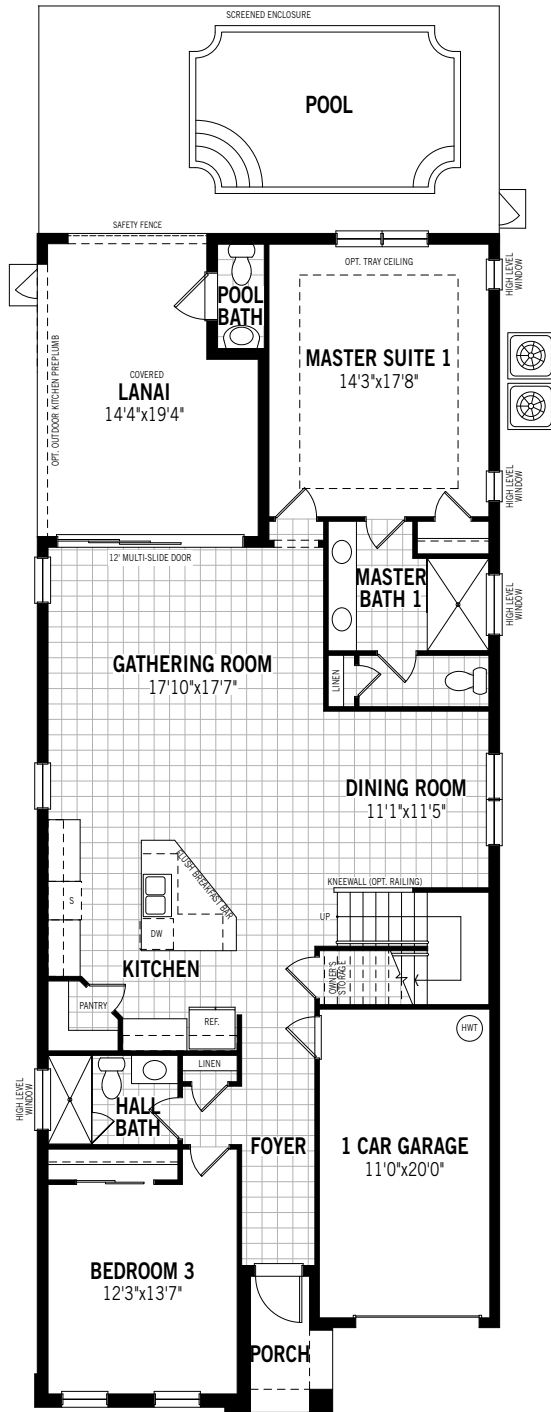 SCREENED ENCLOSURE
POOL
SAFETY FENCE
OPT. TRAY CEILING
HIGH LEVEL
WINDOW
POOL
BATH
MASTER SUITE 1
14'3"x17'8"
COVERED
LANAI
14'4"x19'4"
OPT. OUTDOOR KITCHEN PREPLUMB
HIGH LEVEL
WINDOW
12' MULTI-SLIDE DOOR
MASTER
BATH 1
HIGH LEVEL
WINDOW
GATHERING ROOM
17'10"x17'7"
LINEN
DINING ROOM
11'1"x11'5"
FLUSH BREAKFAST BAR
KNEEWALL (OPT. RAILING)
S
UP
DW
KITCHEN
OWNER'S
STORAGE
PANTRY
REF.
HWT
LINEN
HIGH LEVEL
WINDOW
HALL
BATH
FOYER
1 CAR GARAGE
11'0"x20'0"
BEDROOM 3
12'3"x13'7"
PORCH